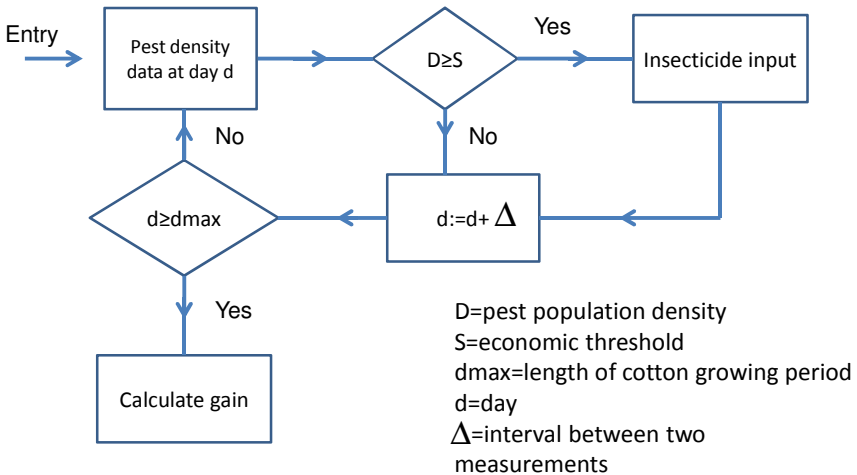 Entry
Pest density
data at day d
D≥S
Yes
Insecticide input
No
No
d≥dmax
d:=d+ Δ
Yes
Calculate gain
D=pest population density
S=economic threshold
dmax=length of cotton growing period
d=day
Δ=interval between two
measurements